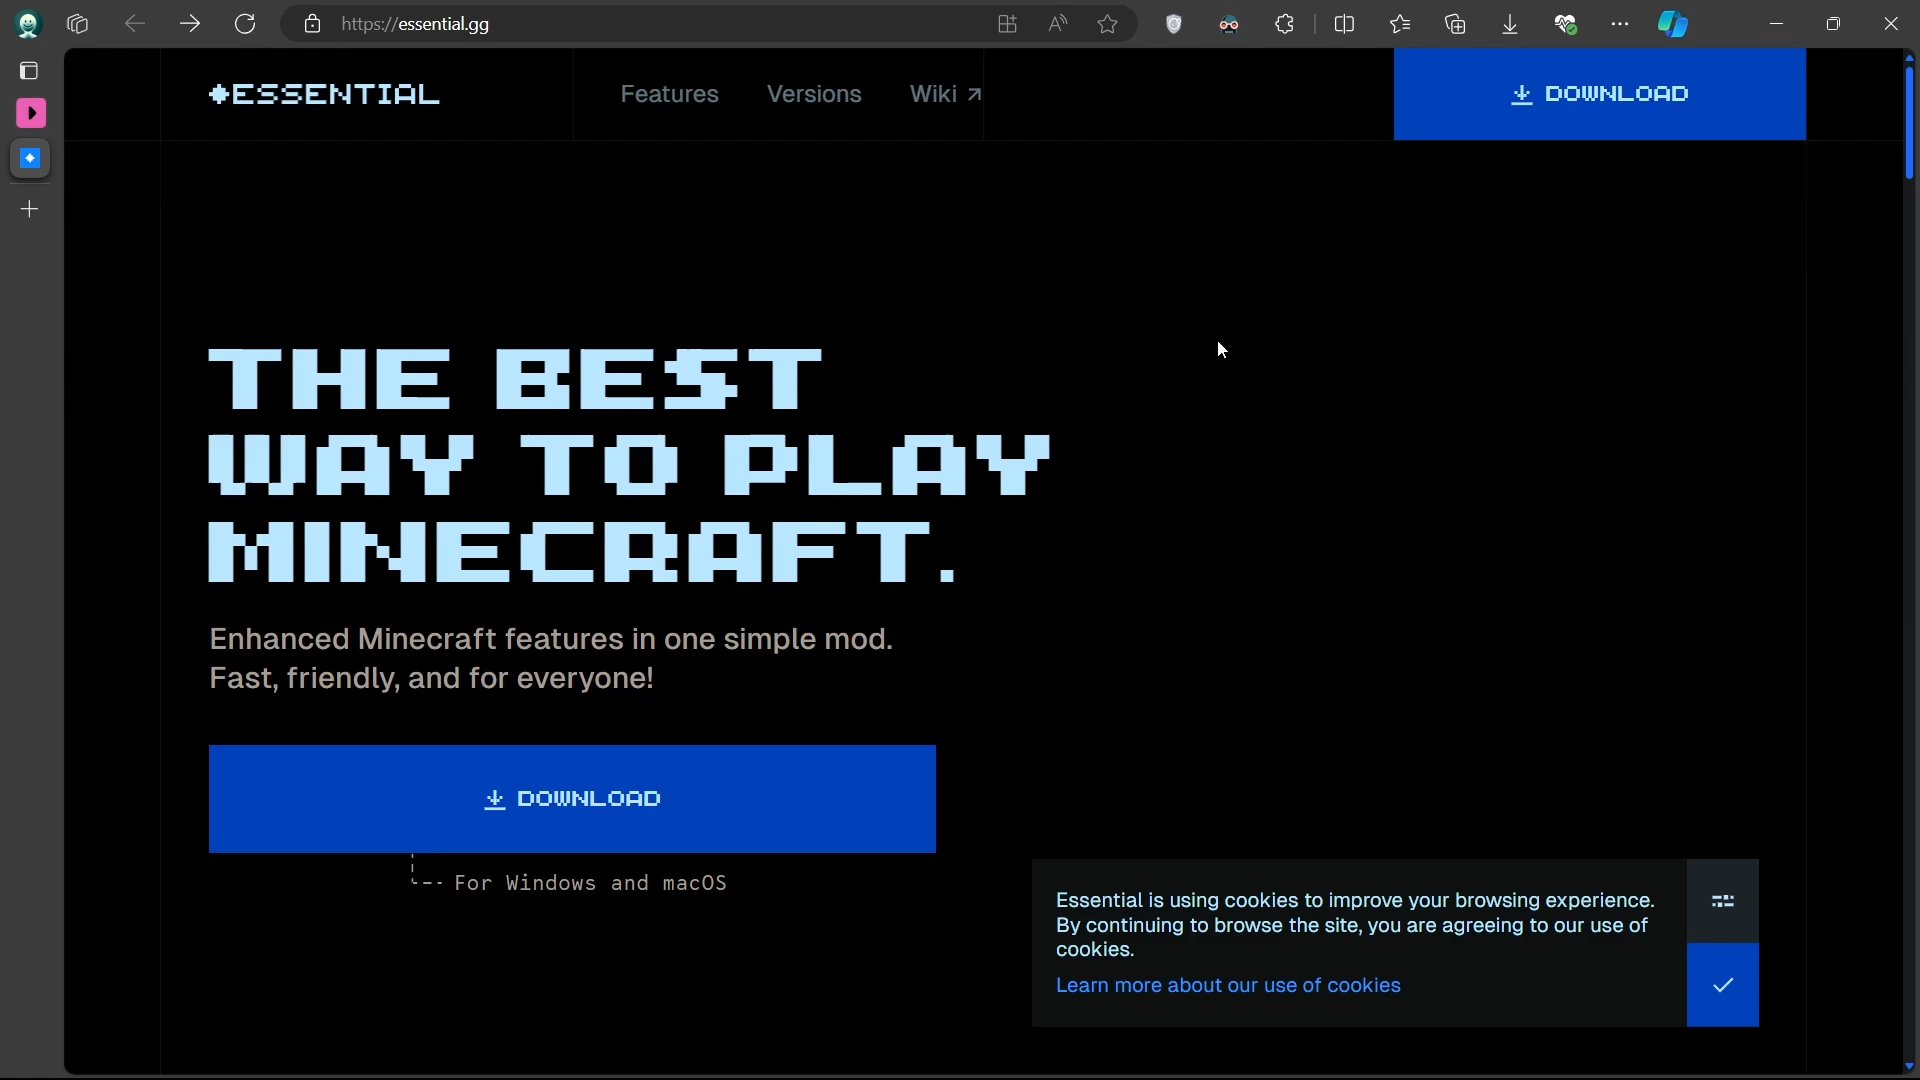 https://essential.gg
ESSENTIAL
Features
Versions
Wiki
DOWNLOAD
THE BEST
WAY TO PLAY
MINECRAFT.
Enhanced Minecraft features in one simple mod.
Fast, friendly, and for everyone!
DOWNLOAD
For Windows and macOS
Essential is using cookies to improve your browsing experience.
By continuing to browse the site, you are agreeing to our use of
cookies.
Learn more about our use of cookies